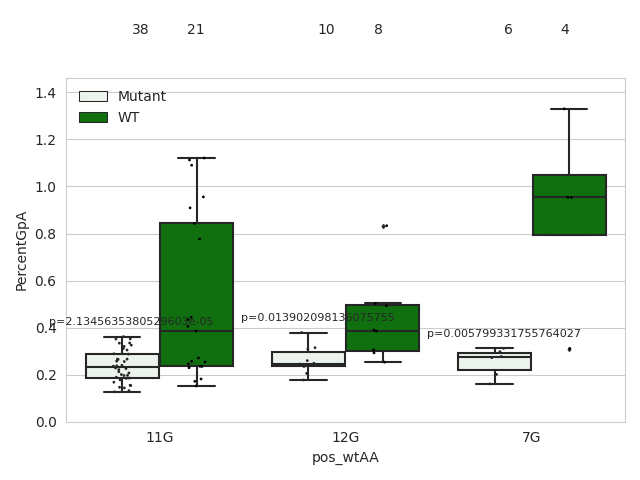 38 21 10 8 6 4
Mutant
WT
1.4
1.2
1.0
0.8
0.6
0.4
0.2
0.0
PercentGpA
p=2.1345635380529603e-05
p=0.013902098136075755
p=0.005799331755764027
11G 12G 7G
pos_wtAA